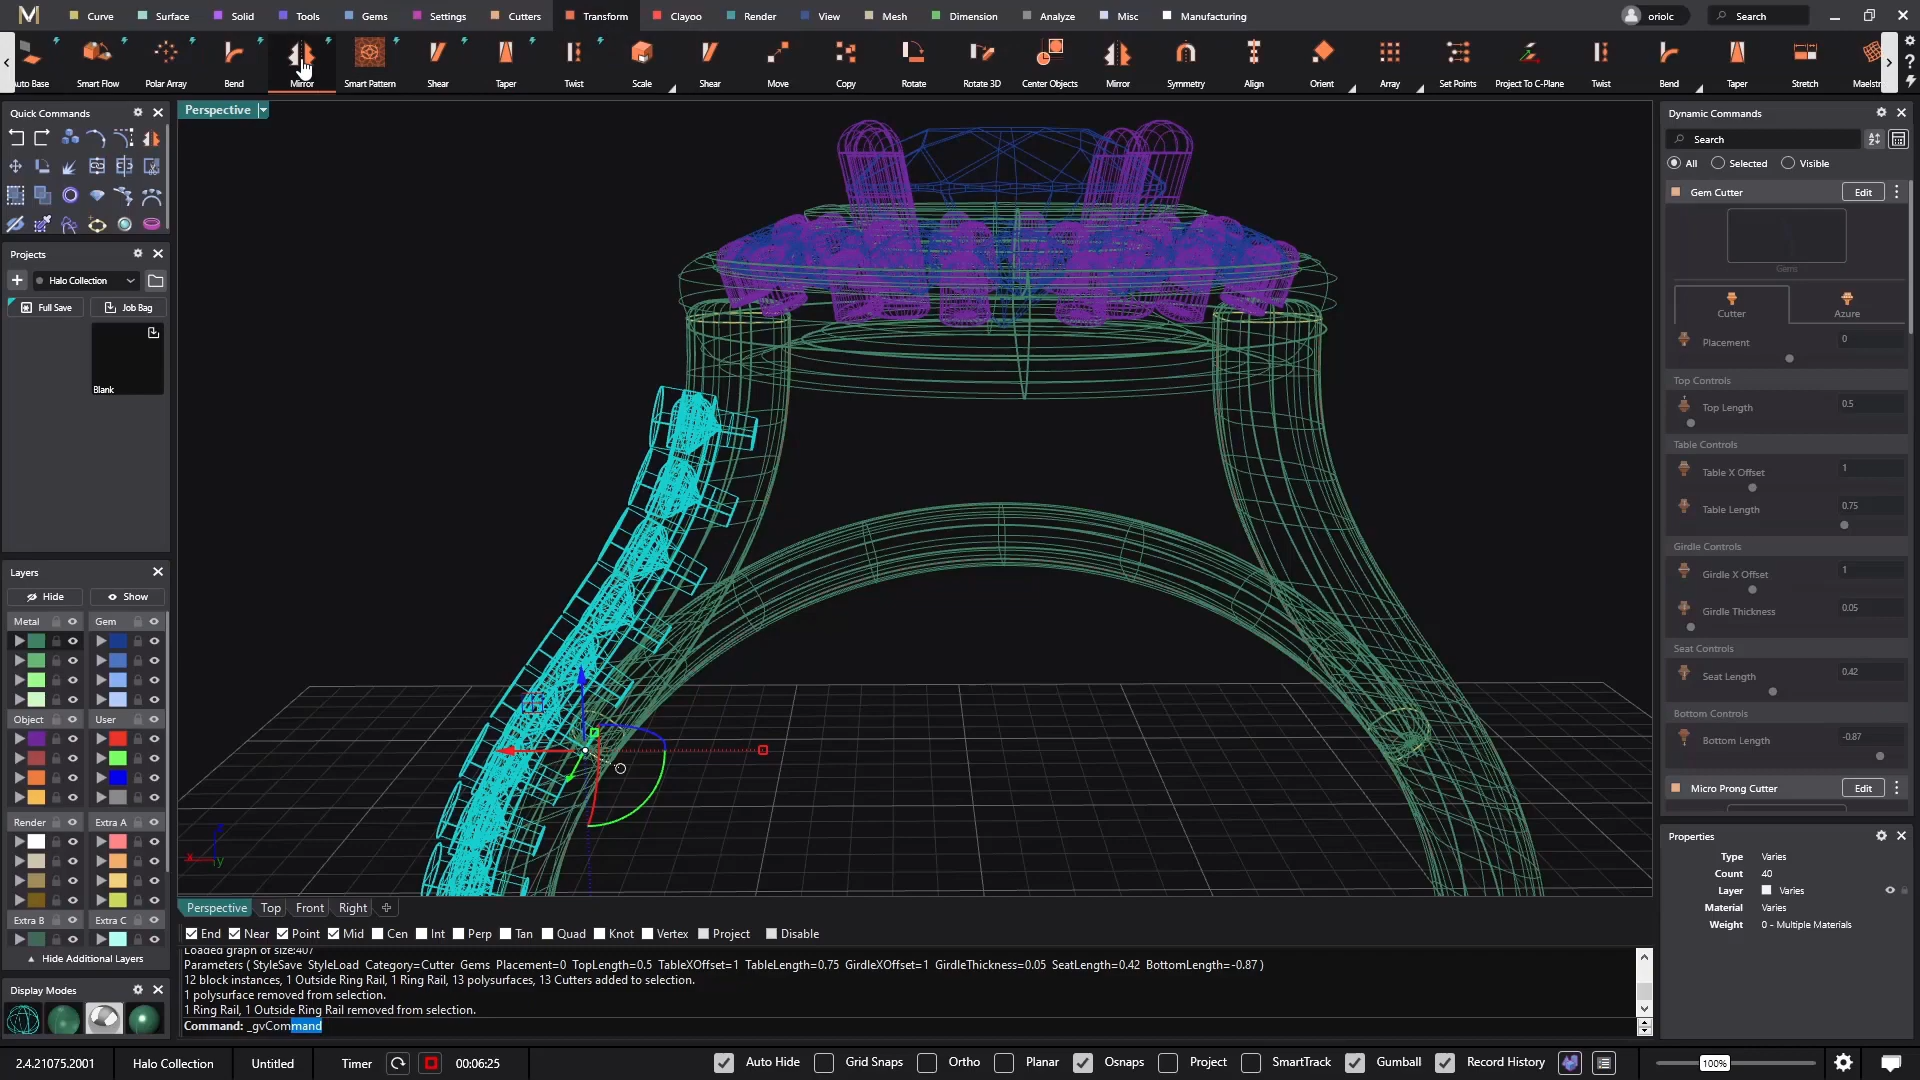 Curve Surface Solid Tools Gems Settings Cutters Transform Clayoo Render View Mesh Dimension Analyze Misc Manufacturing oriolc Search
uto Base Smart Flow Polar Array Bend Mirror Smart Pattern Shear Taper Twist Scale Shear Move Copy Rotate Rotate 3D Center Objects Mirror Symmetry Align Orient Array Set Points Project To C-Plane Twist Bend Taper Stretch Maelstr
Quick Commands
Projects
Halo Collection
Full Save Job Bag
Blank
Layers
Hide Show
Metal Gem
Object User
Render Extra A
Extra B Extra C
Hide Additional Layers
Display Modes
Perspective
x y
Perspective Top Front Right
End Near Point Mid Cen Int Perp Tan Quad Knot Vertex Project Disable
Loaded graph of size:407
Parameters ( StyleSave StyleLoad Category=Cutter Gems Placement=0 TopLength=0.5 TableXOffset=1 TableLength=0.75 GirdleXOffset=1 GirdleThickness=0.05 SeatLength=0.42 BottomLength=-0.87 )
12 block instances, 1 Outside Ring Rail, 1 Ring Rail, 13 polysurfaces, 13 Cutters added to selection.
1 polysurface removed from selection.
1 Ring Rail, 1 Outside Ring Rail removed from selection.
Command: _gvCommand
Dynamic Commands
Search
All Selected Visible
Gem Cutter Edit
Gems
Cutter Azure
Placement 0
Top Controls
Top Length 0.5
Table Controls
Table X Offset 1
Table Length 0.75
Girdle Controls
Girdle X Offset 1
Girdle Thickness 0.05
Seat Controls
Seat Length 0.42
Bottom Controls
Bottom Length -0.87
Micro Prong Cutter Edit
Properties
Type Varies
Count 40
Layer Varies
Material Varies
Weight 0 - Multiple Materials
2.4.21075.2001 Halo Collection Untitled Timer 00:06:25 Auto Hide Grid Snaps Ortho Planar Osnaps Project SmartTrack Gumball Record History 100%